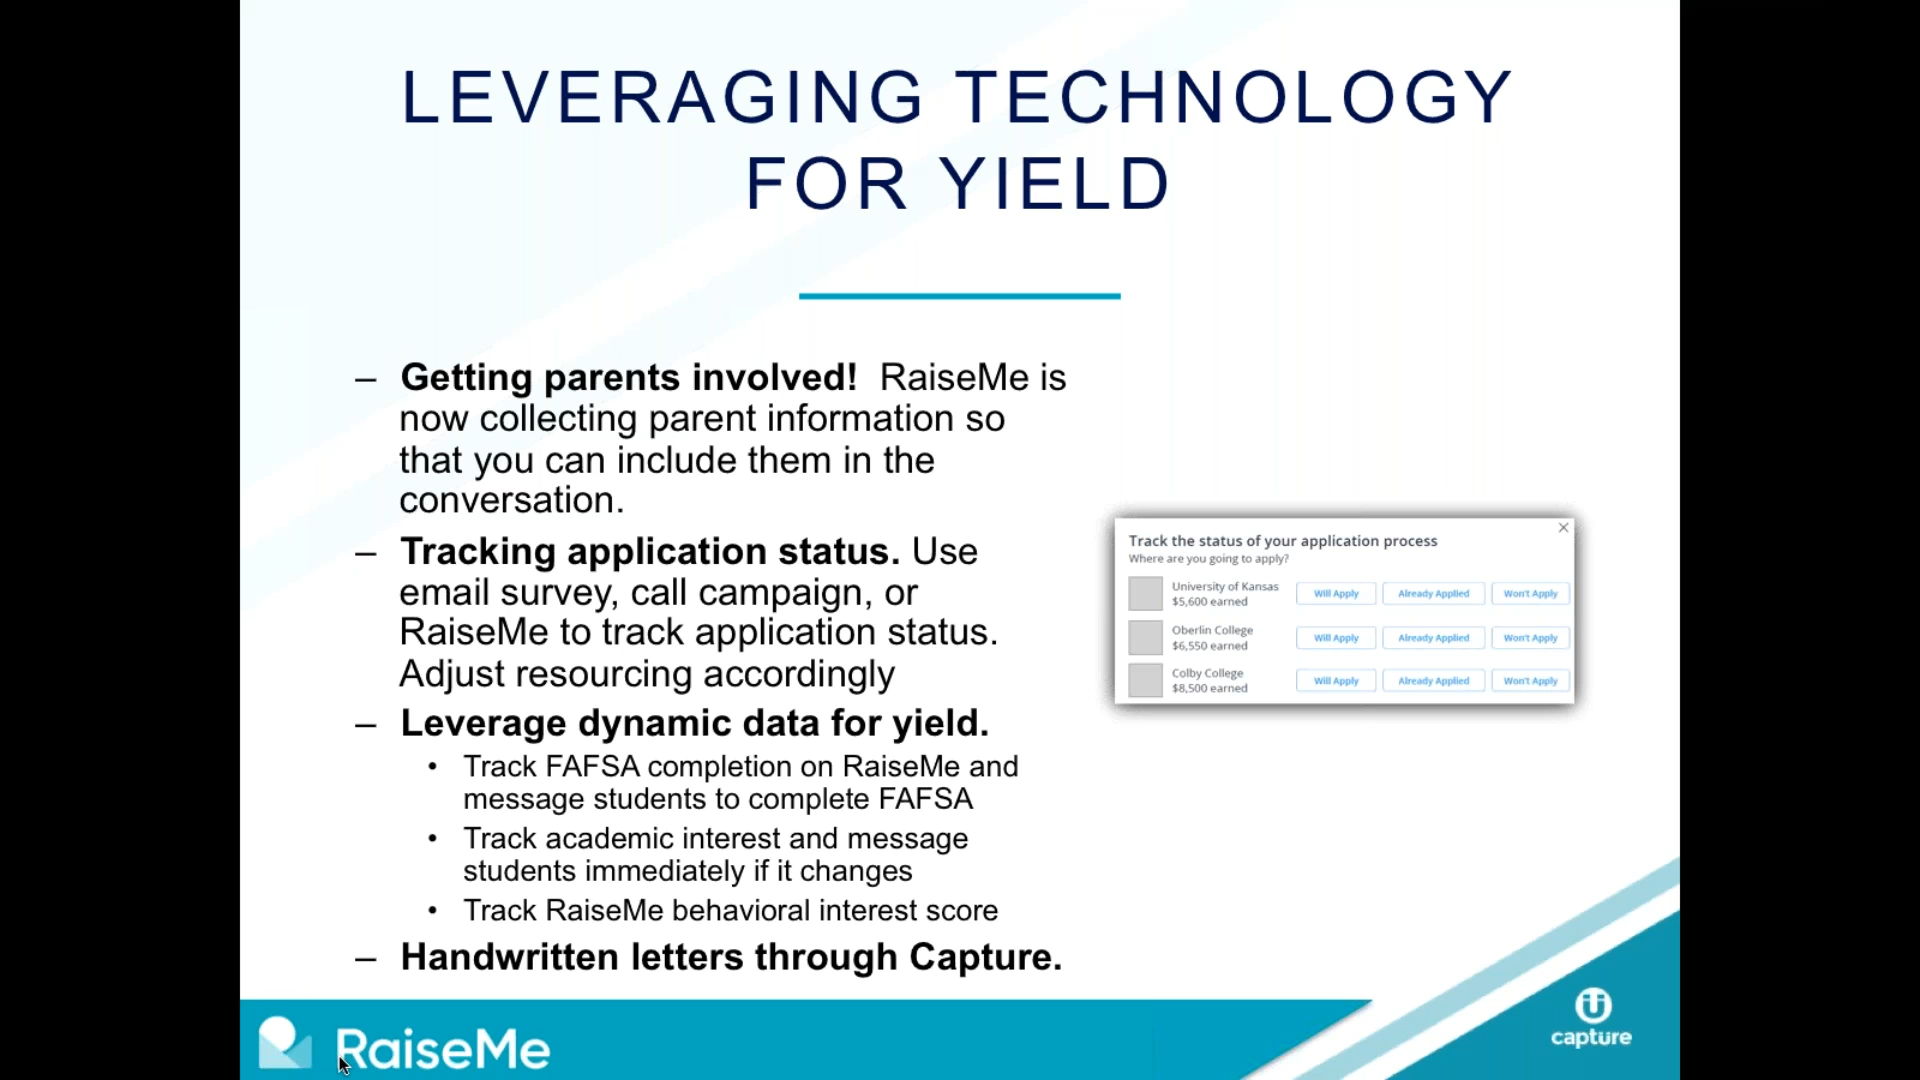 LEVERAGING TECHNOLOGY
FOR YIELD
– Getting parents involved! RaiseMe is
now collecting parent information so
that you can include them in the
conversation.
– Tracking application status. Use
email survey, call campaign, or
RaiseMe to track application status.
Adjust resourcing accordingly
– Leverage dynamic data for yield.
• Track FAFSA completion on RaiseMe and
message students to complete FAFSA
• Track academic interest and message
students immediately if it changes
• Track RaiseMe behavioral interest score
– Handwritten letters through Capture.
Track the status of your application process
Where are you going to apply?
University of Kansas
$5,600 earned
Will Apply Already Applied Won't Apply
Oberlin College
$6,550 earned
Will Apply Already Applied Won't Apply
Colby College
$8,500 earned
Will Apply Already Applied Won't Apply
RaiseMe
capture